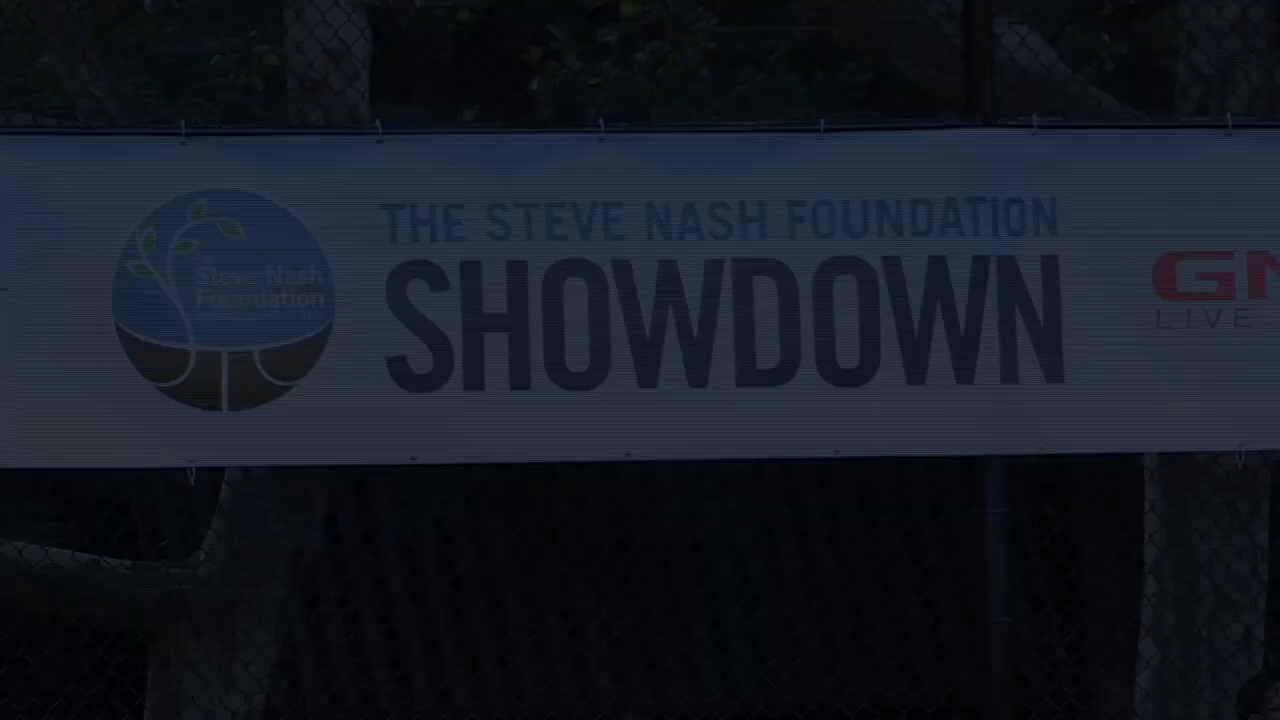 THE STEVE NASH FOUNDATION
SHOWDOWN
Steve Nash
Foundation
LIVE